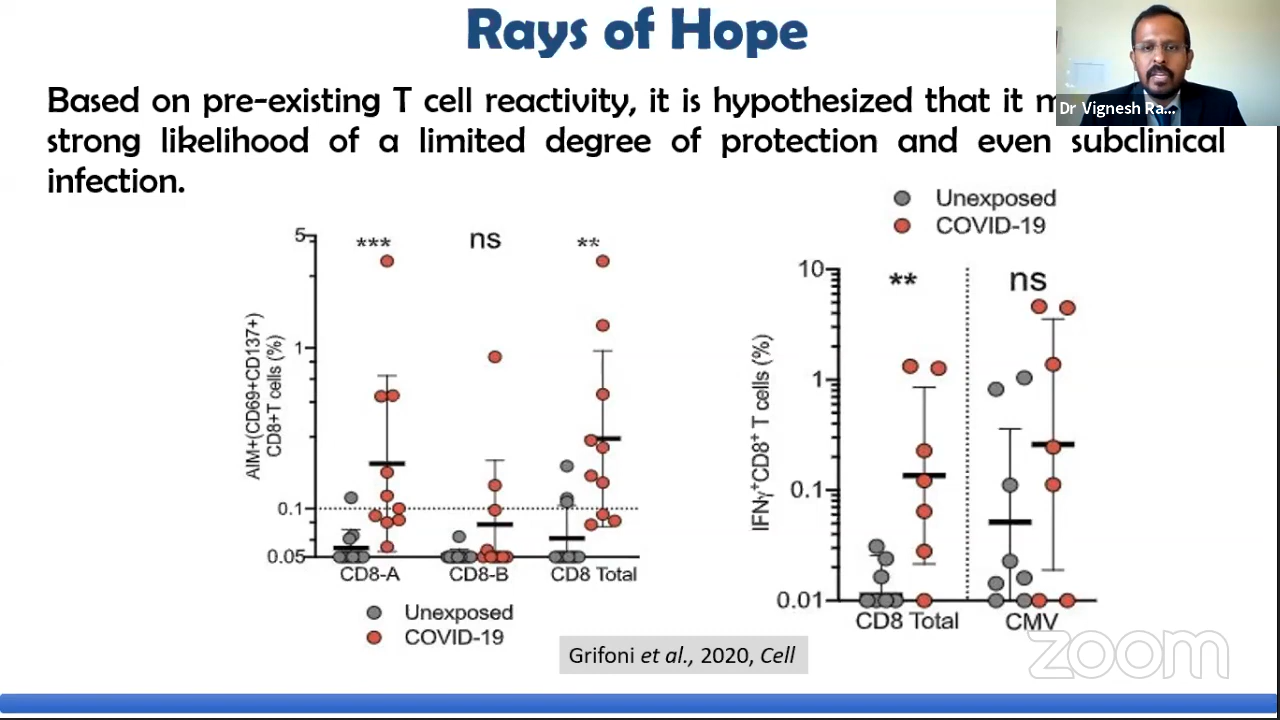 Rays of Hope
Based on pre-existing T cell reactivity, it is hypothesized that it
strong likelihood of a limited degree of protection and even subclinical
infection.
Dr Vignesh Ra...
Unexposed
COVID-19
5
***
ns
**
1
0.1
0.05
AIM+(CD69+CD137+)
CD8+T cells (%)
CD8-A
CD8-B
CD8 Total
Unexposed
COVID-19
10
**
ns
1
0.1
0.01
IFNγ+CD8+ T cells (%)
CD8 Total
CMV
Grifoni et al., 2020, Cell
zoom